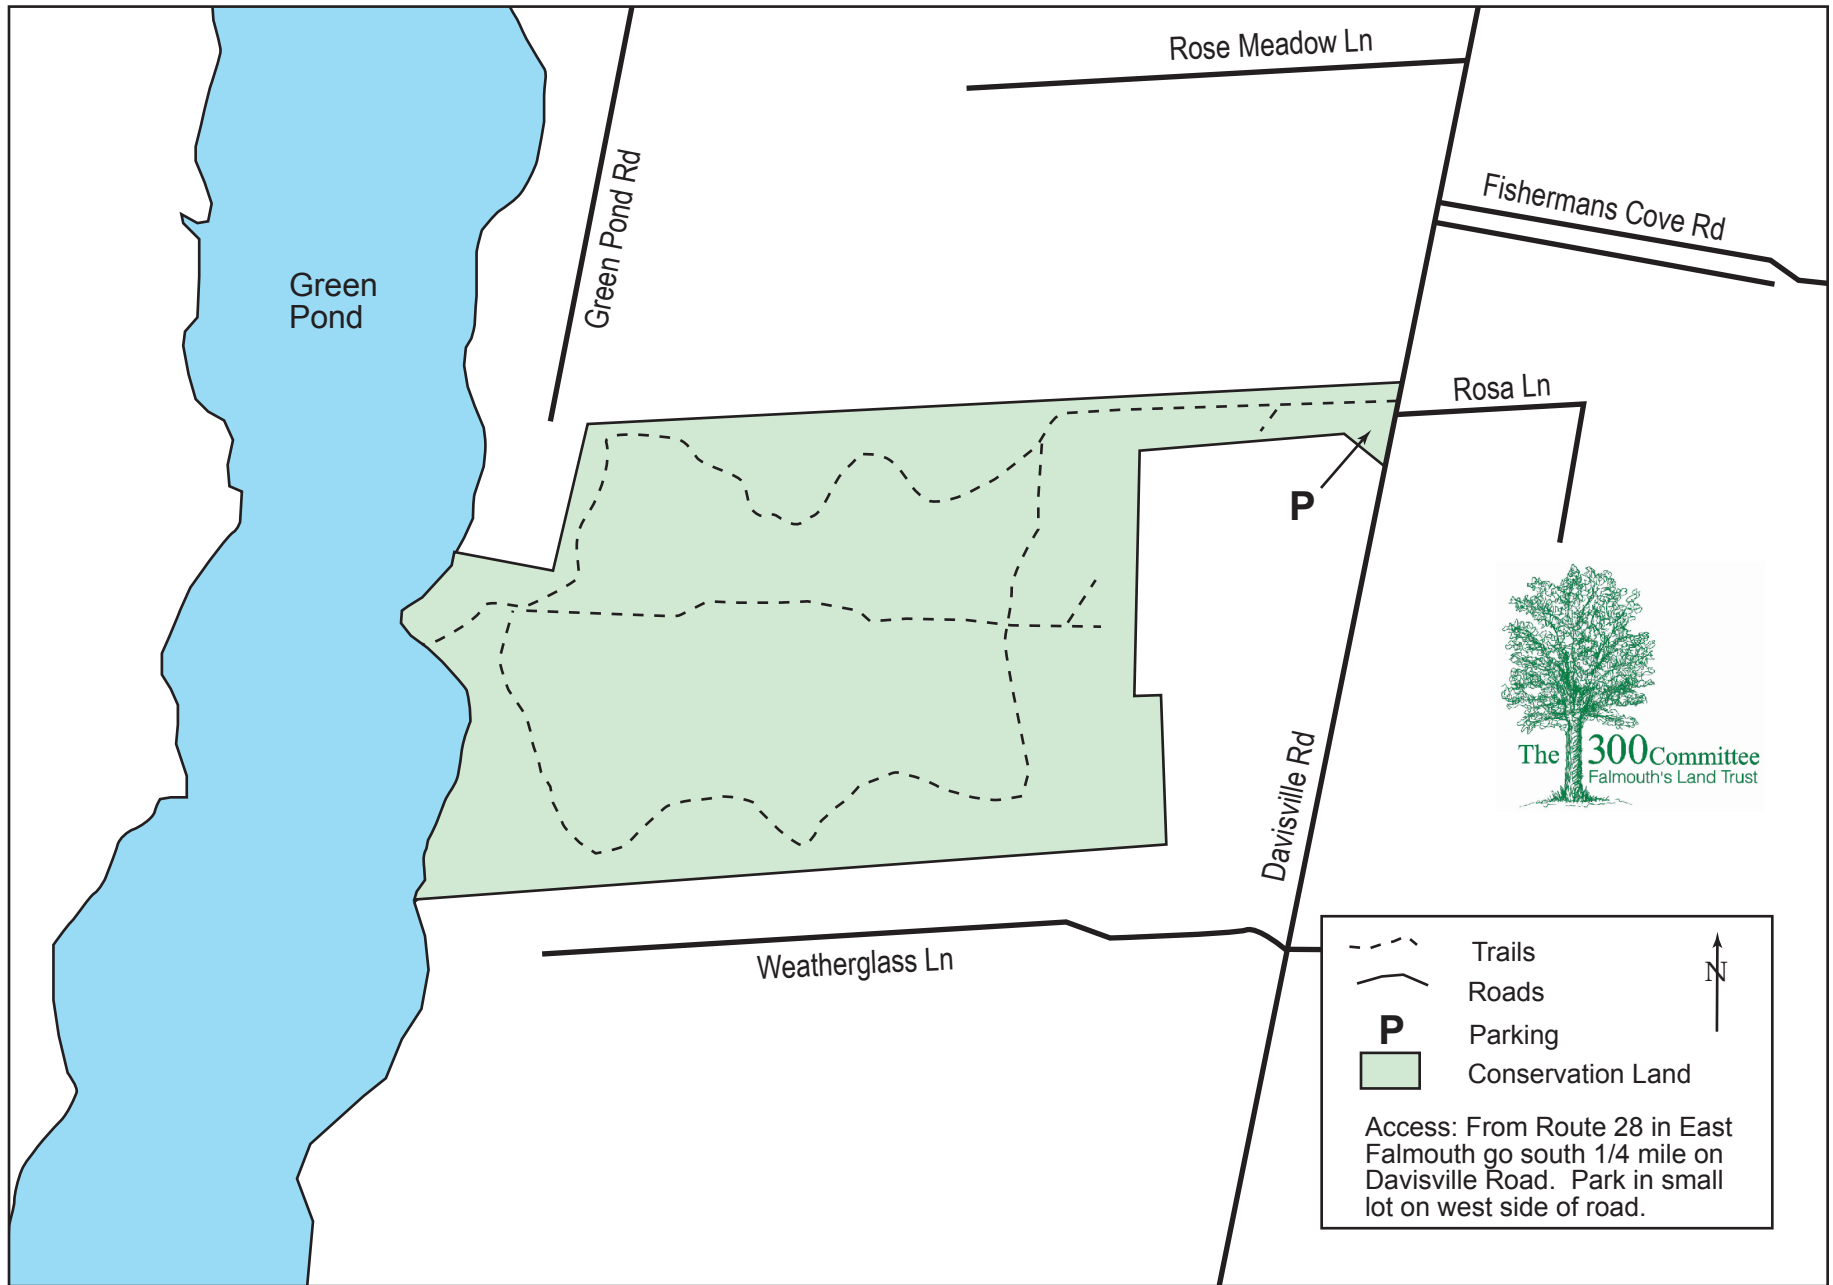 Rose Meadow Ln
Fishermans Cove Rd
Green Pond Rd
Green
Pond
Rosa Ln
P
Davisville Rd
The 300 Committee
Falmouth's Land Trust
Weatherglass Ln
Trails
N
Roads
P Parking
Conservation Land
Access: From Route 28 in East
Falmouth go south 1/4 mile on
Davisville Road. Park in small
lot on west side of road.